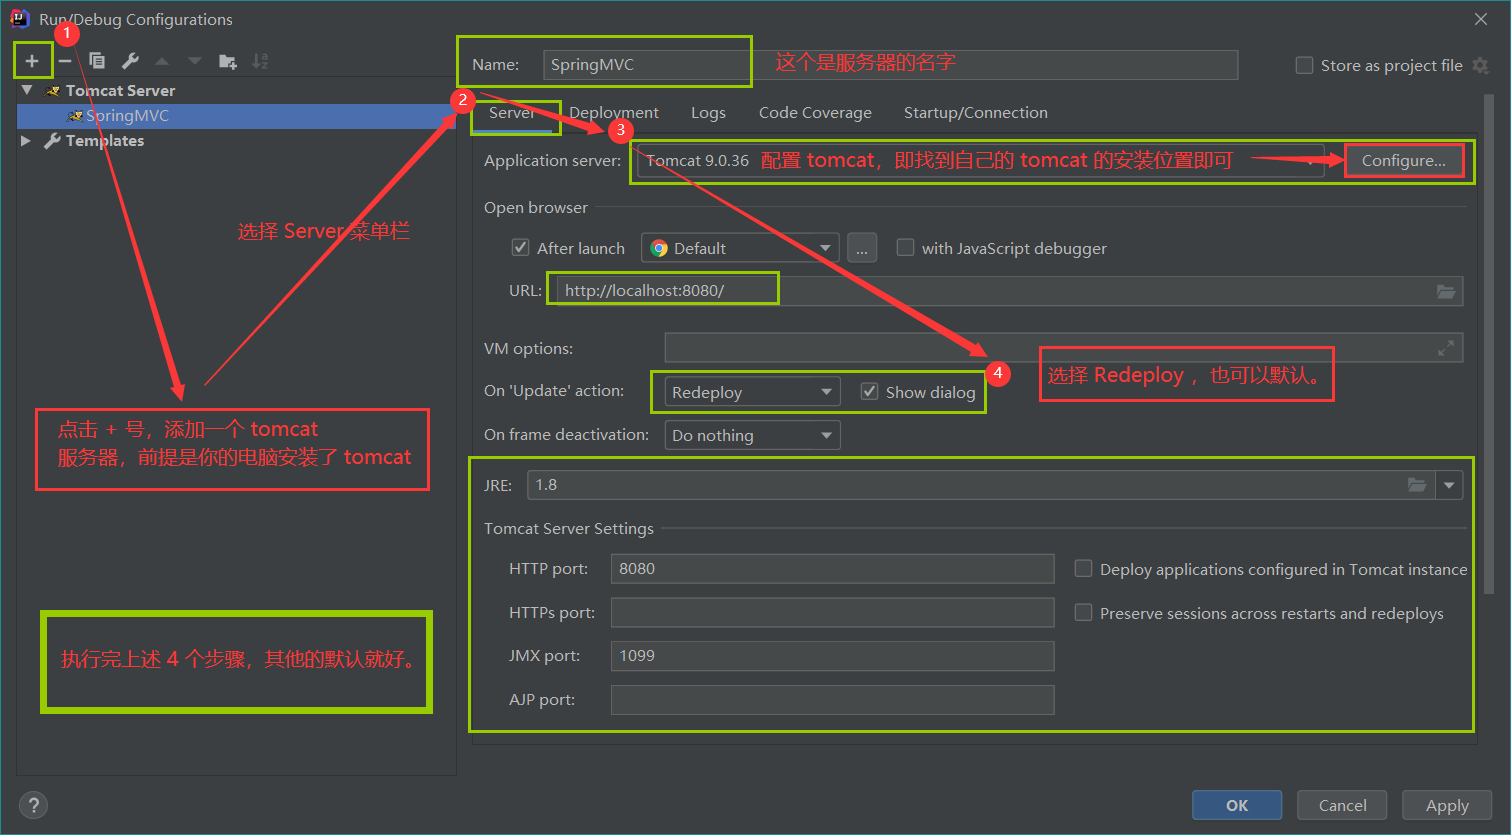 Run/Debug Configurations
1
Name: SpringMVC 这个是服务器的名字
Store as project file
Tomcat Server
SpringMVC
Templates
2
Server Deployment Logs Code Coverage Startup/Connection
3
Application server: Tomcat 9.0.36 配置 tomcat，即找到自己的 tomcat 的安装位置即可 Configure...
Open browser
选择 Server 菜单栏
After launch Default ... with JavaScript debugger
URL: http://localhost:8080/
VM options:
4
选择 Redeploy ，也可以默认。
On 'Update' action: Redeploy Show dialog
On frame deactivation: Do nothing
点击 + 号，添加一个 tomcat
服务器，前提是你的电脑安装了 tomcat
JRE: 1.8
Tomcat Server Settings
HTTP port: 8080 Deploy applications configured in Tomcat instance
HTTPs port: Preserve sessions across restarts and redeploys
JMX port: 1099
AJP port:
执行完上述 4 个步骤，其他的默认就好。
?
OK Cancel Apply